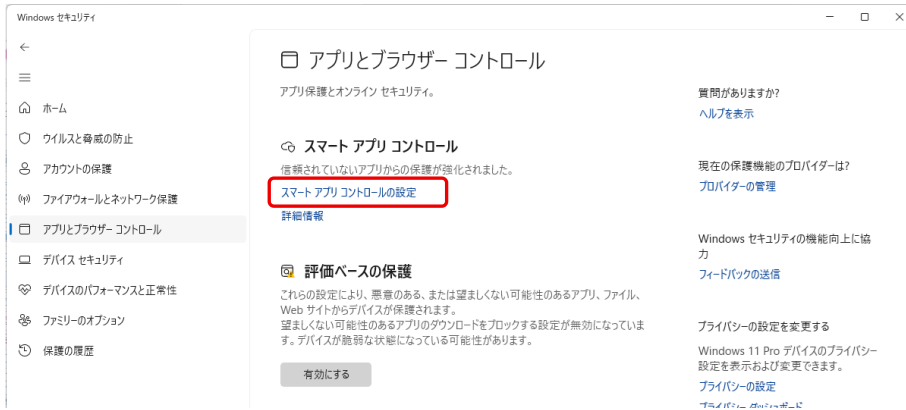 Windows セキュリティ
ホーム
ウイルスと脅威の防止
アカウントの保護
ファイアウォールとネットワーク保護
アプリとブラウザー コントロール
デバイス セキュリティ
デバイスのパフォーマンスと正常性
ファミリーのオプション
保護の履歴
アプリとブラウザー コントロール
アプリ保護とオンライン セキュリティ。
スマート アプリ コントロール
信頼されていないアプリからの保護が強化されました。
スマート アプリ コントロールの設定
詳細情報
評価ベースの保護
これらの設定により、悪意のある、または望ましくない可能性のあるアプリ、ファイル、
Web サイトからデバイスが保護されます。
望ましくない可能性のあるアプリのダウンロードをブロックする設定が無効になっていま
す。デバイスが脆弱な状態になっている可能性があります。
有効にする
質問がありますか?
ヘルプを表示
現在の保護機能のプロバイダーは?
プロバイダーの管理
Windows セキュリティの機能向上に協
力
フィードバックの送信
プライバシーの設定を変更する
Windows 11 Pro デバイスのプライバシー
設定を表示および変更できます。
プライバシーの設定
プライバシー ダッシュボード